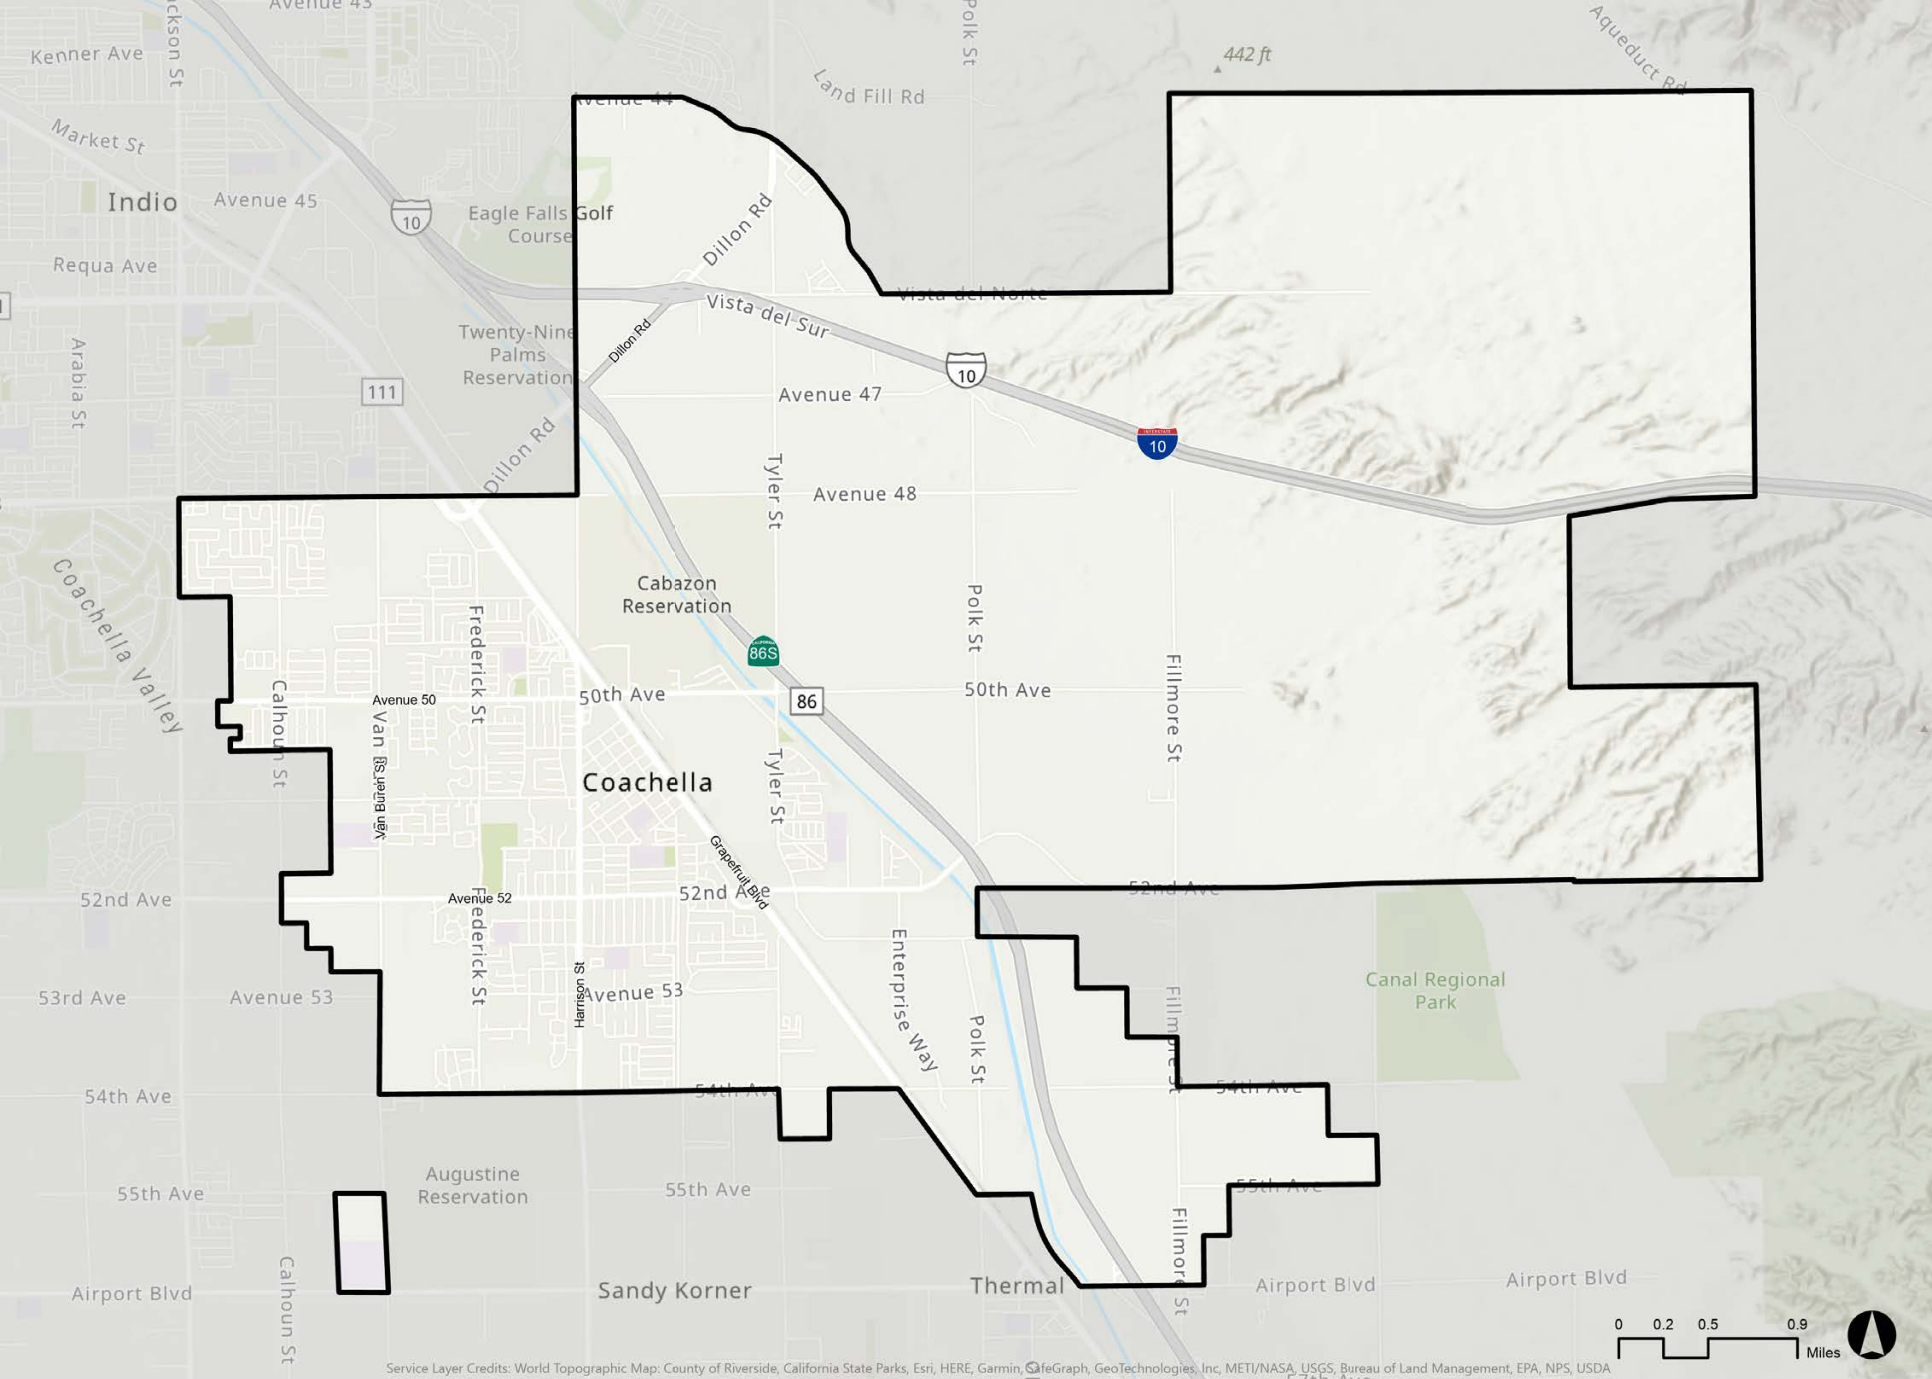 Avenue 43
Jackson St
Polk St
Aqueduct Rd
Kenner Ave
442 ft
Land Fill Rd
Avenue 44
Market St
Indio
Avenue 45
10
Eagle Falls Golf
Course
Dillon Rd
Requa Ave
Vista del Norte
Vista del Sur
Twenty-Nine
Palms
Reservation
Dillon Rd
Arabia St
111
10
Avenue 47
Dillon Rd
INTERSTATE
10
Tyler St
Avenue 48
Coachella Valley
Cabazon
Reservation
Frederick St
Polk St
CALIFORNIA
86S
Fillmore St
Calhoun St
Avenue 50
50th Ave
86
50th Ave
Van
Van Buren St
Coachella
Tyler St
Grapefruit Blvd
52nd Ave
Avenue 52
52nd Ave
52nd Ave
Frederick St
Enterprise Way
53rd Ave
Avenue 53
Harrison St
Avenue 53
Polk St
Fillmore St
Canal Regional
Park
54th Ave
54th Ave
54th Ave
Augustine
Reservation
55th Ave
55th Ave
55th Ave
Fillmore St
Calhoun St
Airport Blvd
Sandy Korner
Thermal
Airport Blvd
Airport Blvd
0 0.2 0.5 0.9
Miles
Service Layer Credits: World Topographic Map: County of Riverside, California State Parks, Esri, HERE, Garmin, SafeGraph, GeoTechnologies, Inc, METI/NASA, USGS, Bureau of Land Management, EPA, NPS, USDA
57th Ave